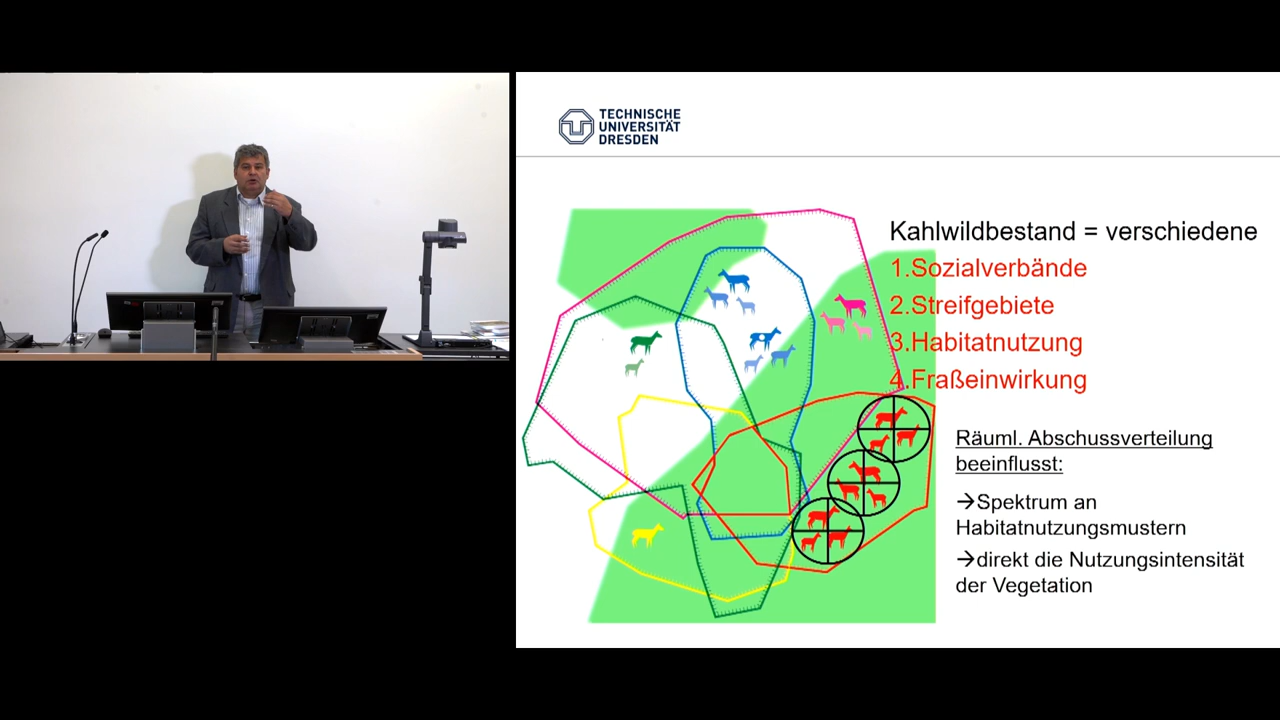 TECHNISCHE
UNIVERSITÄT
DRESDEN
Kahlwildbestand = verschiedene
1.Sozialverbände
2.Streifgebiete
3.Habitatnutzung
4.Fraßeinwirkung
Räuml. Abschussverteilung
beeinflusst:
→Spektrum an
Habitatnutzungsmustern
→direkt die Nutzungsintensität
der Vegetation